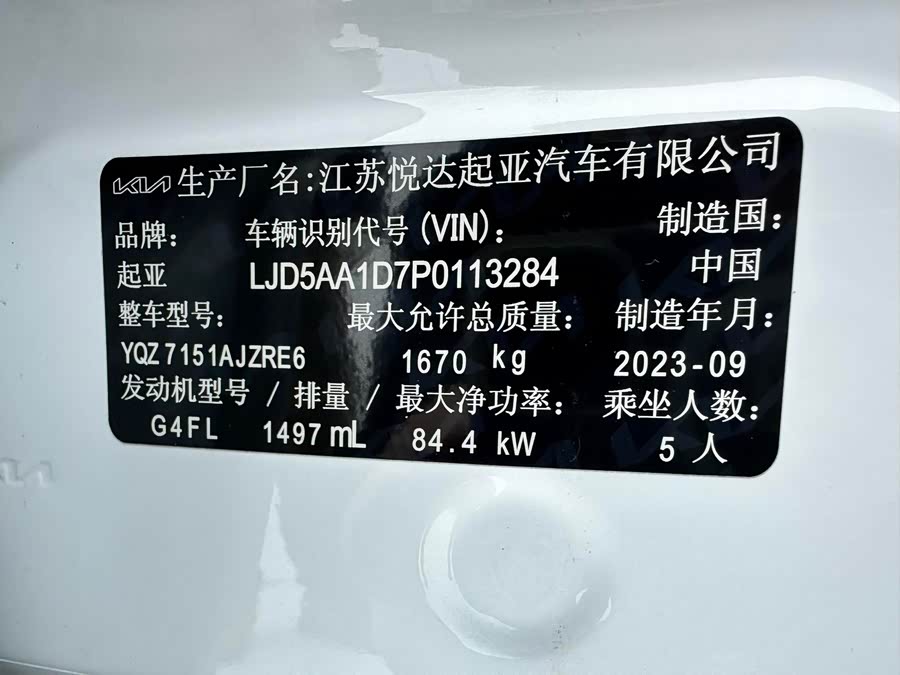 KIA 生产厂名:江苏悦达起亚汽车有限公司
品牌: 车辆识别代号(VIN): 制造国:
起亚 LJD5AA1D7P0113284 中国
整车型号: 最大允许总质量: 制造年月:
YQZ7151AJZRE6 1670 kg 2023-09
发动机型号 / 排量 / 最大净功率: 乘坐人数:
G4FL 1497 mL 84.4 kW 5 人